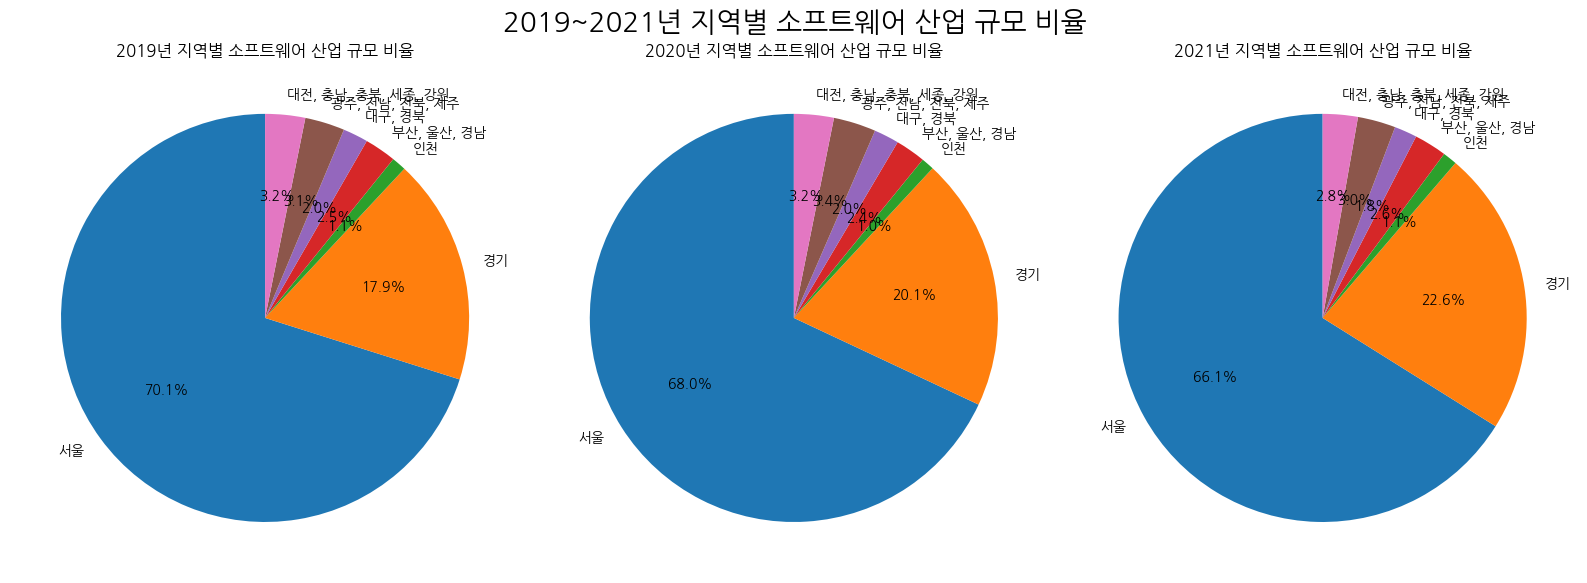 2019~2021년 지역별 소프트웨어 산업 규모 비율
2019년 지역별 소프트웨어 산업 규모 비율
대전, 충남, 충북, 세종, 강원
광주, 전남, 전북, 제주
대구, 경북
부산, 울산, 경남
인천
경기
서울
3.2%
3.1%
2.0%
2.5%
1.1%
17.9%
70.1%
2020년 지역별 소프트웨어 산업 규모 비율
대전, 충남, 충북, 세종, 강원
광주, 전남, 전북, 제주
대구, 경북
부산, 울산, 경남
인천
경기
서울
3.2%
3.4%
2.0%
2.4%
1.0%
20.1%
68.0%
2021년 지역별 소프트웨어 산업 규모 비율
대전, 충남, 충북, 세종, 강원
광주, 전남, 전북, 제주
대구, 경북
부산, 울산, 경남
인천
경기
서울
2.8%
3.0%
1.8%
2.6%
1.1%
22.6%
66.1%